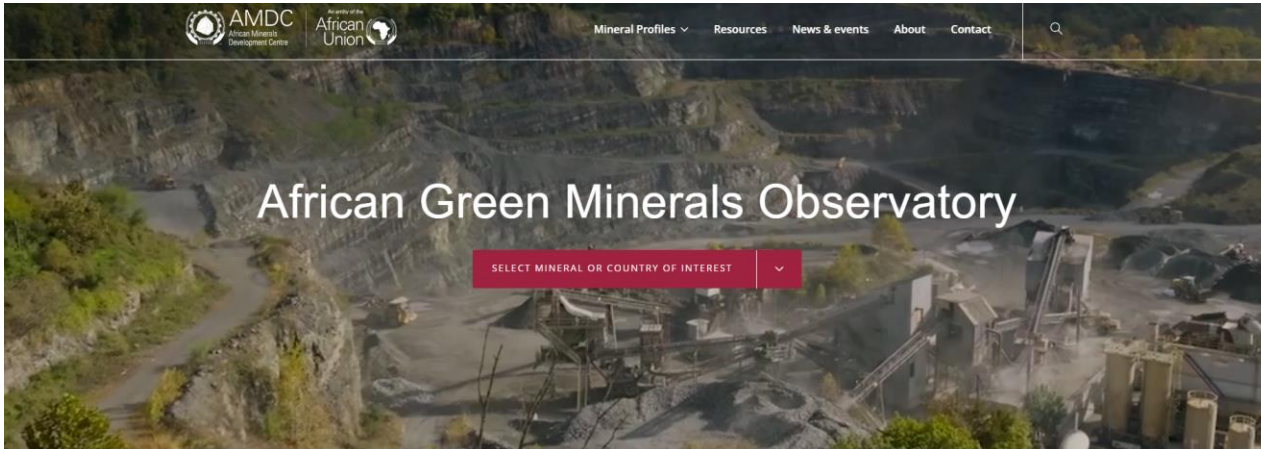 AMDC
African Minerals
Development Centre
An entity of the
African
Union
Mineral Profiles
Resources
News & events
About
Contact
African Green Minerals Observatory
SELECT MINERAL OR COUNTRY OF INTEREST